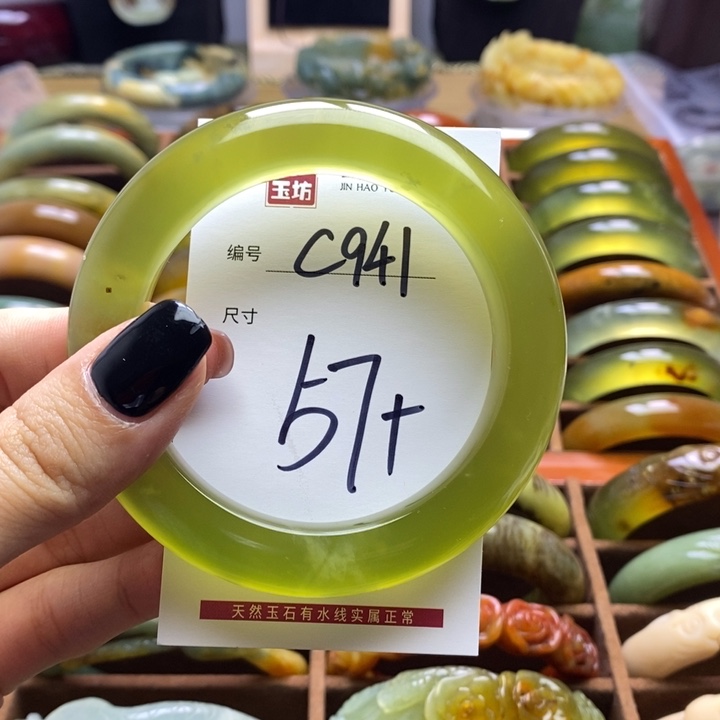 玉坊
JIN HAO
编号 C941
尺寸
57+
天然玉石有水线实属正常